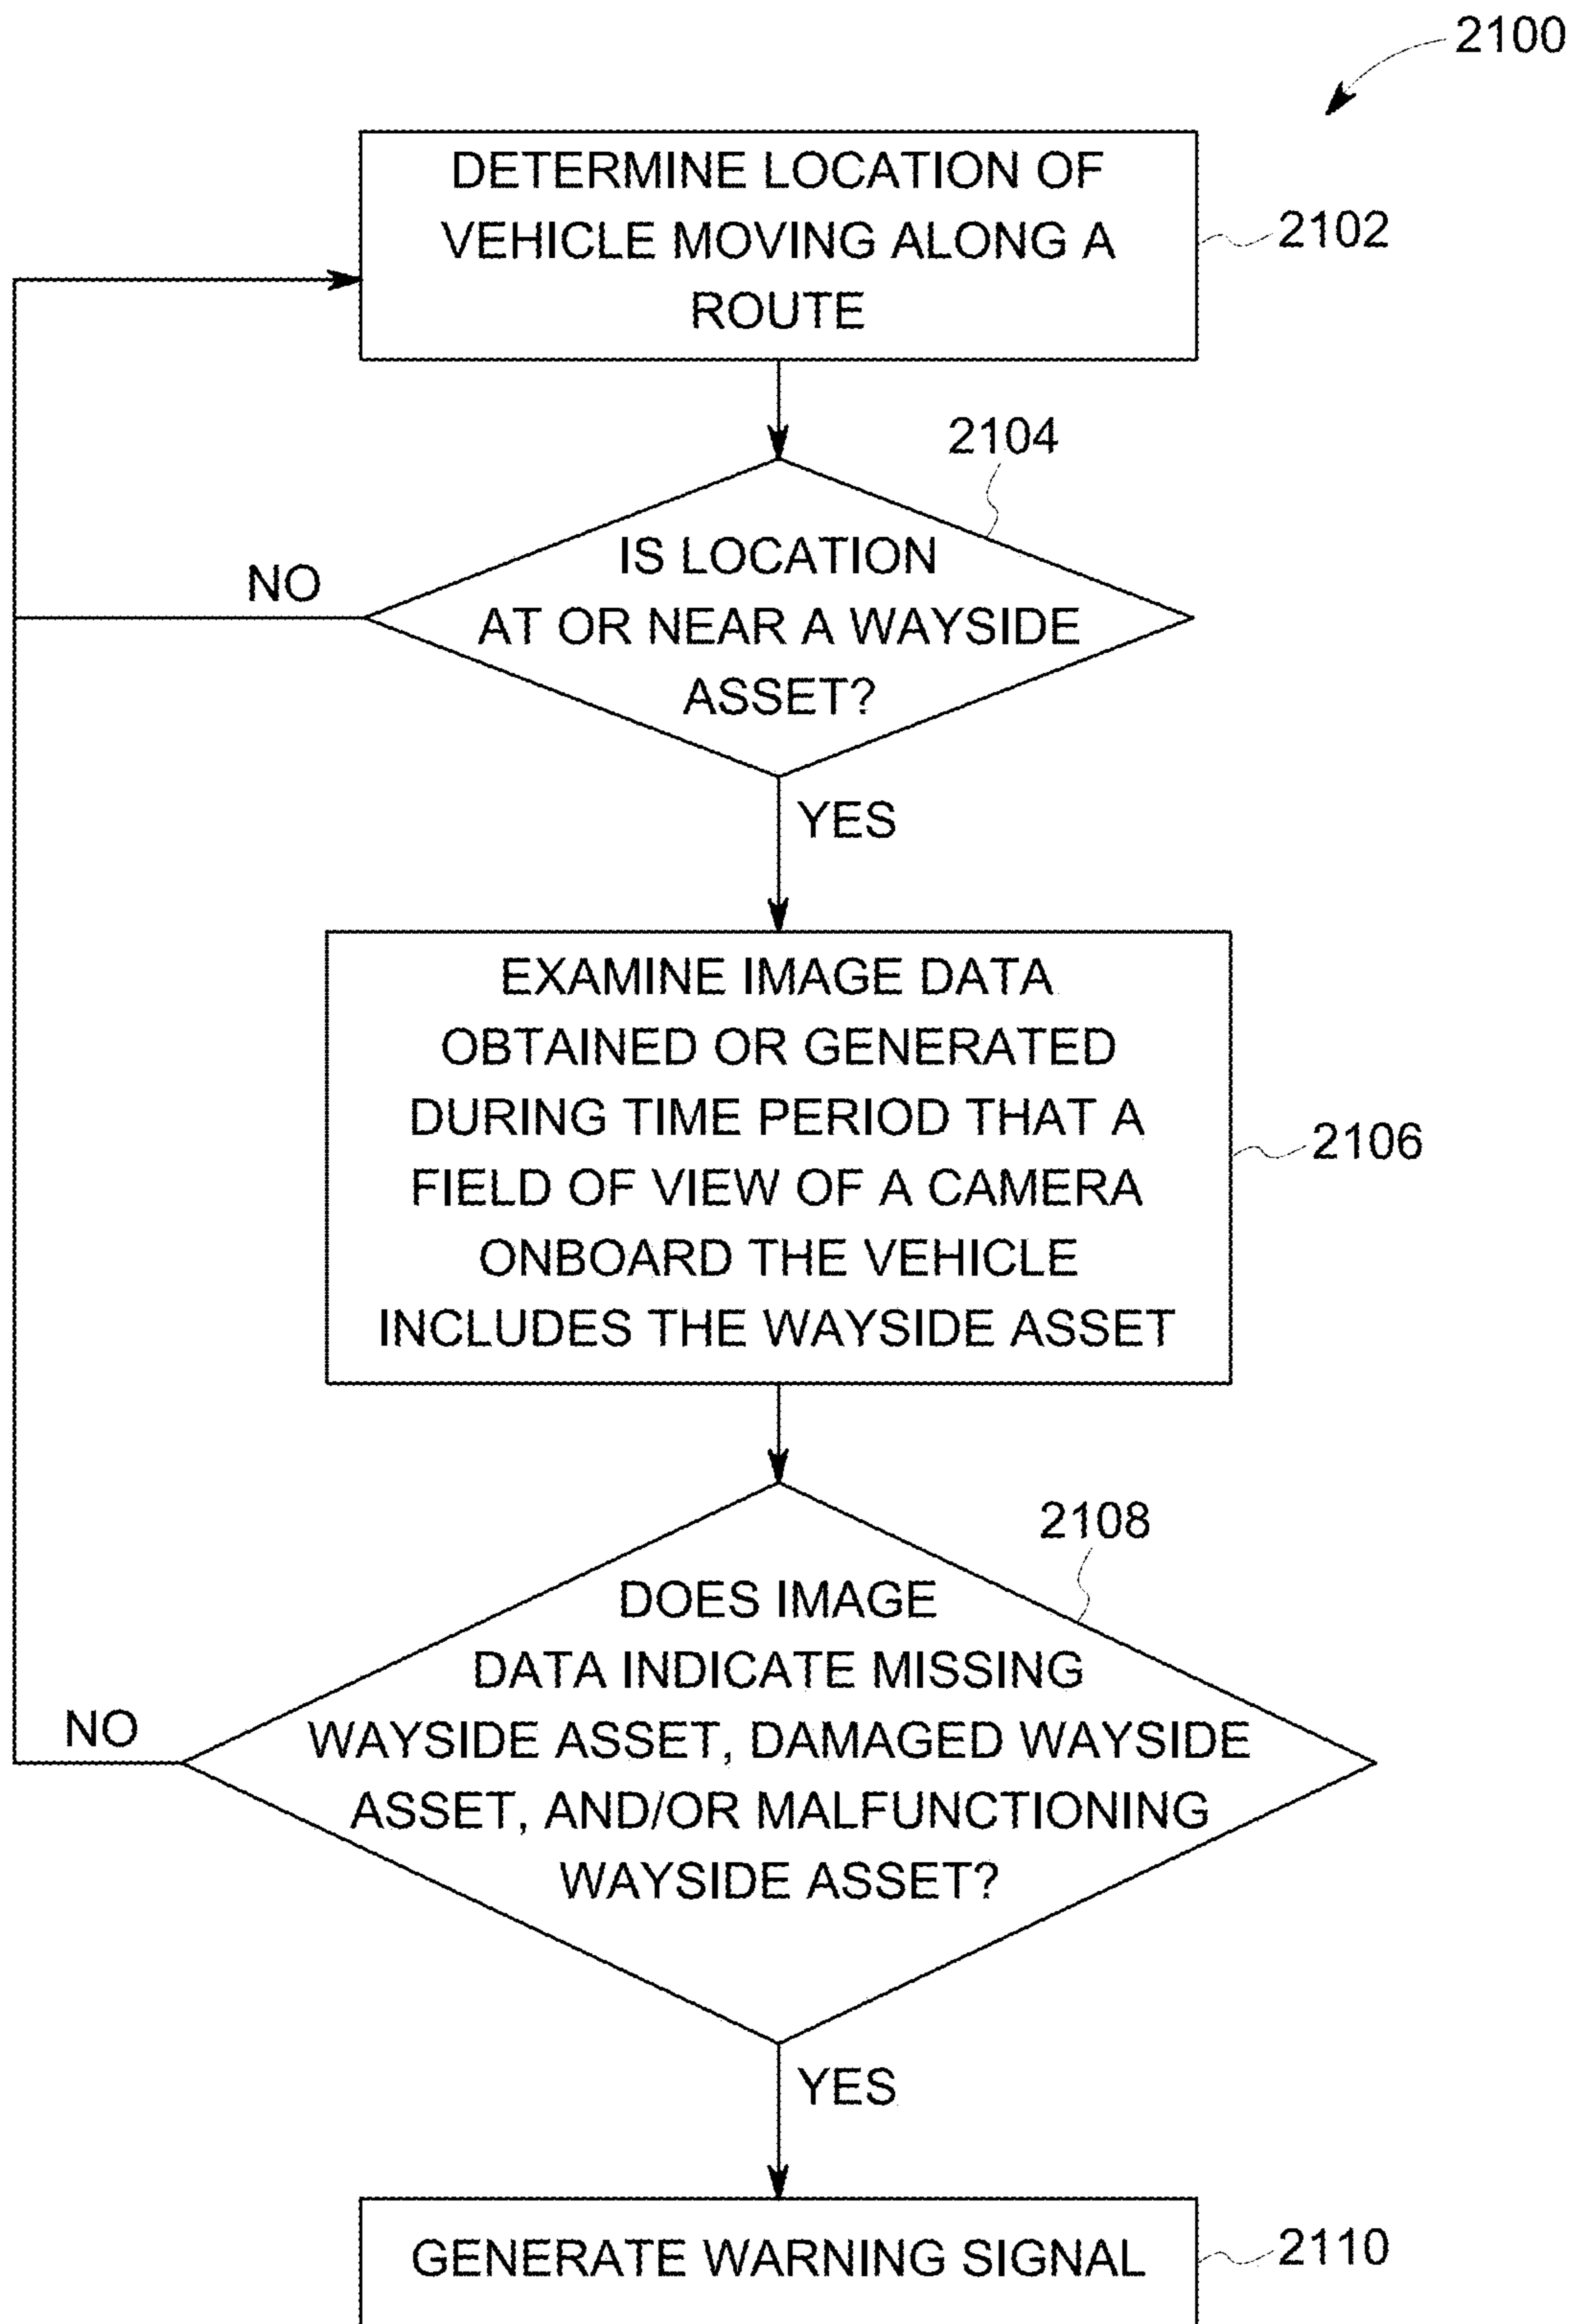 2100
DETERMINE LOCATION OF
VEHICLE MOVING ALONG A
ROUTE
2102
2104
IS LOCATION
AT OR NEAR A WAYSIDE
ASSET?
NO
YES
EXAMINE IMAGE DATA
OBTAINED OR GENERATED
DURING TIME PERIOD THAT A
FIELD OF VIEW OF A CAMERA
ONBOARD THE VEHICLE
INCLUDES THE WAYSIDE ASSET
2106
2108
DOES IMAGE
DATA INDICATE MISSING
WAYSIDE ASSET, DAMAGED WAYSIDE
ASSET, AND/OR MALFUNCTIONING
WAYSIDE ASSET?
NO
YES
GENERATE WARNING SIGNAL
2110